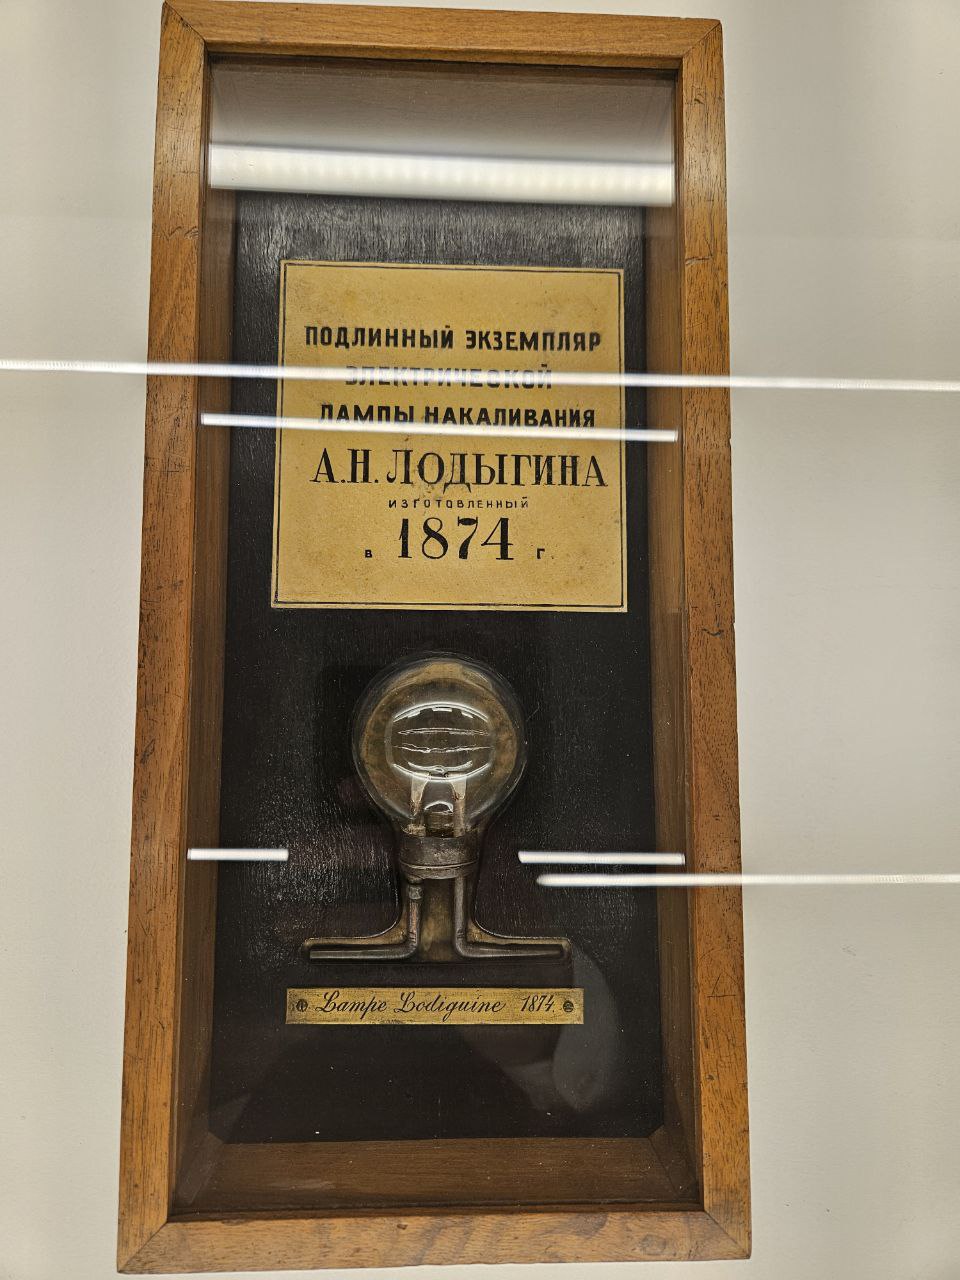 ПОДЛИННЫЙ ЭКЗЕМПЛЯР
ЭЛЕКТРИЧЕСКОЙ
ЛАМПЫ НАКАЛИВАНИЯ
А.Н. ЛОДЫГИНА
ИЗГОТОВЛЕННЫЙ
в 1874 г.
Lampe Lodiguine 1874.